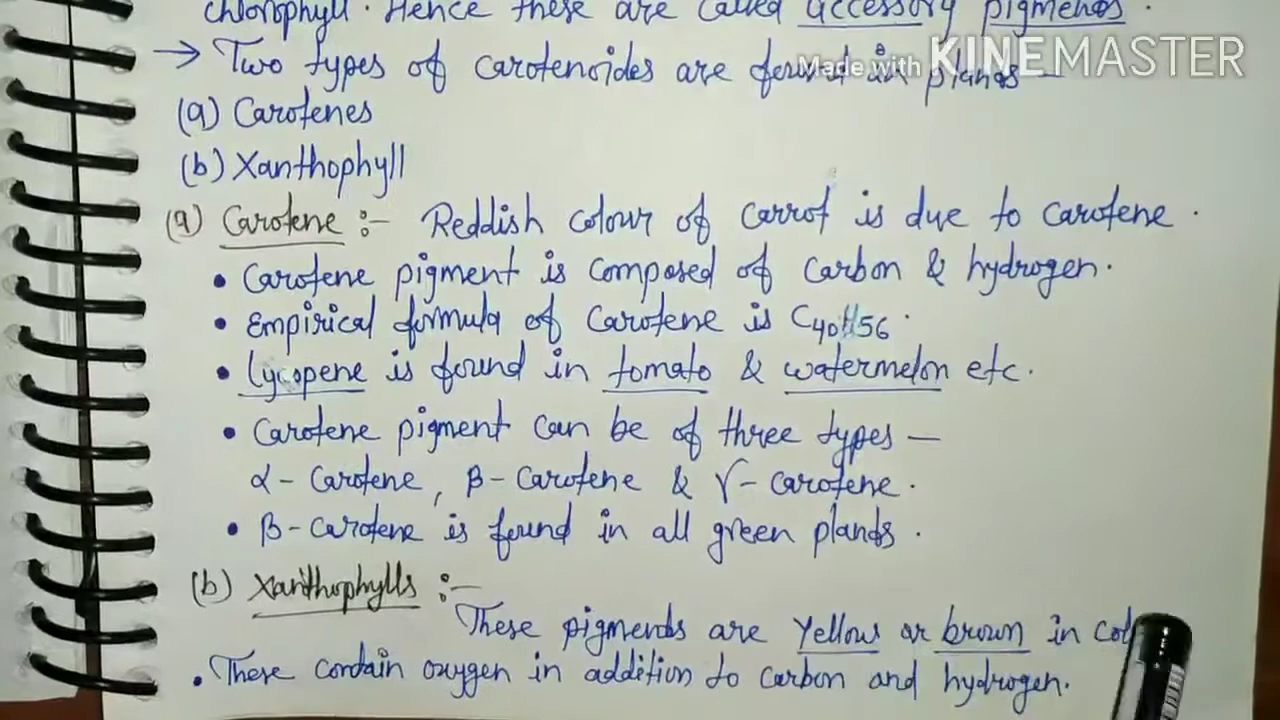 chlorophyll. Hence these are called accessory pigments.
→ Two types of carotenoides are found in plants —
Made with KINEMASTER
(a) Carotenes
(b) Xanthophyll
(a) Carotene :- Reddish colour of carrot is due to carotene.
• Carotene pigment is composed of carbon & hydrogen.
• Empirical formula of carotene is C40H56.
• Lycopene is found in tomato & watermelon etc.
• Carotene pigment can be of three types —
α- Carotene, β- Carotene & γ- carotene.
• β- carotene is found in all green plants.
(b) Xanthophylls :-
These pigments are yellow or brown in
• These contain oxygen in addition to carbon and hydrogen.